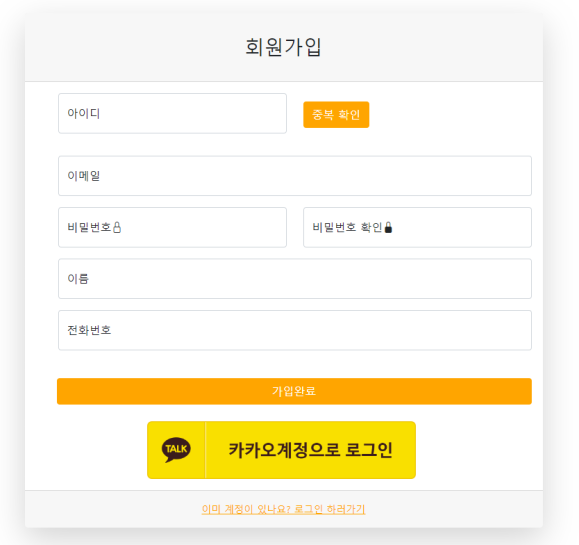 회원가입
아이디
중복 확인
이메일
비밀번호
비밀번호 확인
이름
전화번호
가입완료
TALK
카카오계정으로 로그인
이미 계정이 있나요? 로그인 하러가기